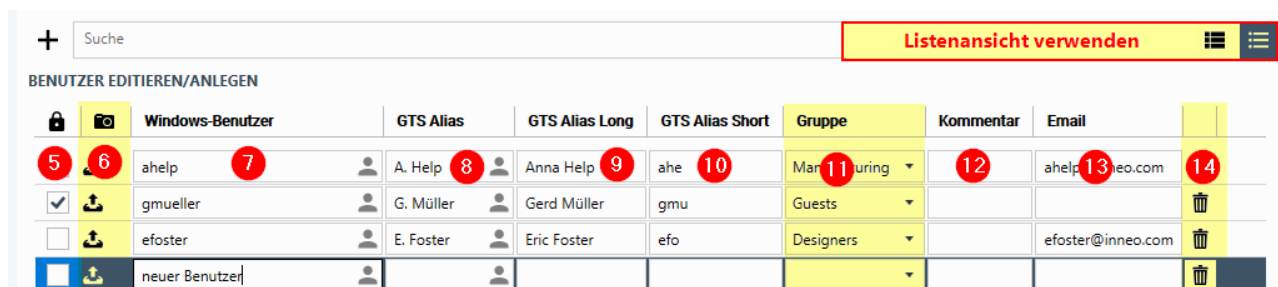 Suche
Listenansicht verwenden
BENUTZER EDITIEREN/ANLEGEN
Windows-Benutzer GTS Alias GTS Alias Long GTS Alias Short Gruppe Kommentar Email
5 6 ahelp 7 A. Help 8 Anna Help 9 ahe 10 11 12 13 14
gmueller G. Müller Gerd Müller gmu Guests
efoster E. Foster Eric Foster efo Designers efoster@inneo.com
neuer Benutzer